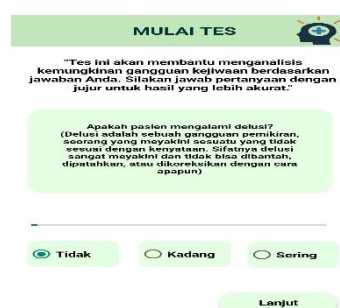 MULAI TES
"Tes ini akan membantu menganalisis
kemungkinan gangguan kejiwaan berdasarkan
jawaban Anda. Silakan jawab pertanyaan dengan
jujur untuk hasil yang lebih akurat."
Apakah pasien mengalami delusi?
(Delusi adalah sebuah gangguan pemikiran,
seorang yang meyakini sesuatu yang tidak
sesuai dengan kenyataan. Sifatnya delusi
sangat meyakini dan tidak bisa dibantah,
dipatahkan, atau dikoreksikan dengan cara
apapun)
Tidak
Kadang
Sering
Lanjut